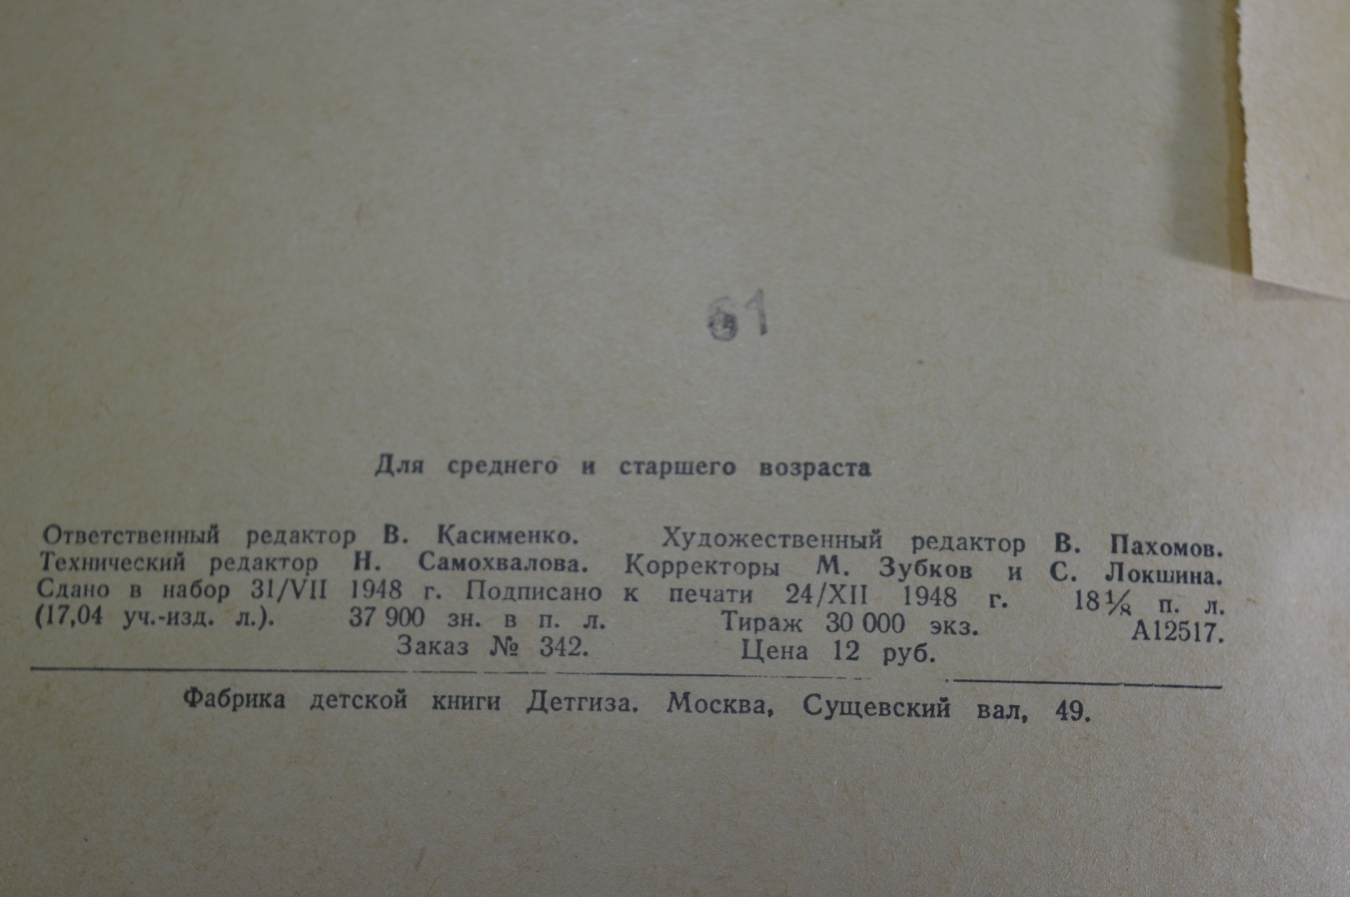 61
Для среднего и старшего возраста
Ответственный редактор В. Касименко. Художественный редактор В. Пахомов.
Технический редактор Н. Самохвалова. Корректоры М. Зубков и С. Локшина.
Сдано в набор 31/VII 1948 г. Подписано к печати 24/XII 1948 г. 18⅛ п. л.
(17,04 уч.-изд. л.). 37 900 зн. в п. л. Тираж 30 000 экз. А12517.
Заказ № 342. Цена 12 руб.
Фабрика детской книги Детгиза. Москва, Сущевский вал, 49.